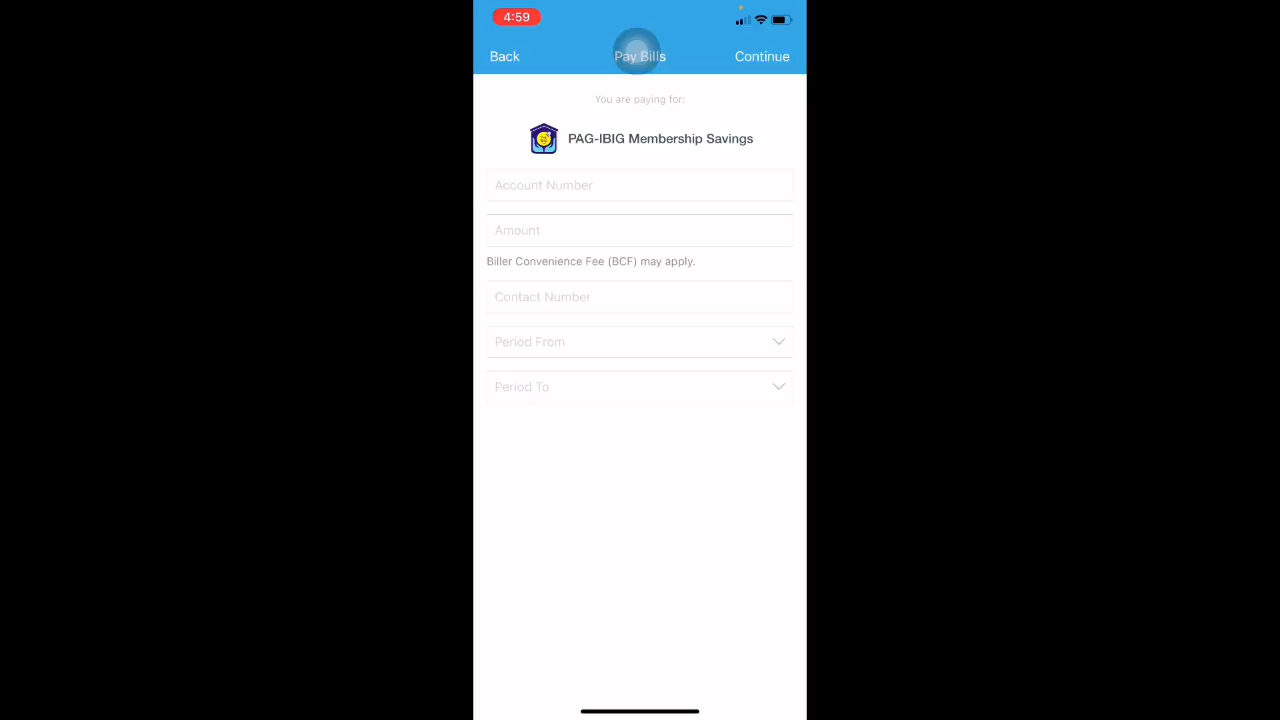 4:59
Back Pay Bills Continue
You are paying for:
PAG-IBIG Membership Savings
Account Number
Amount
Biller Convenience Fee (BCF) may apply.
Contact Number
Period From
Period To